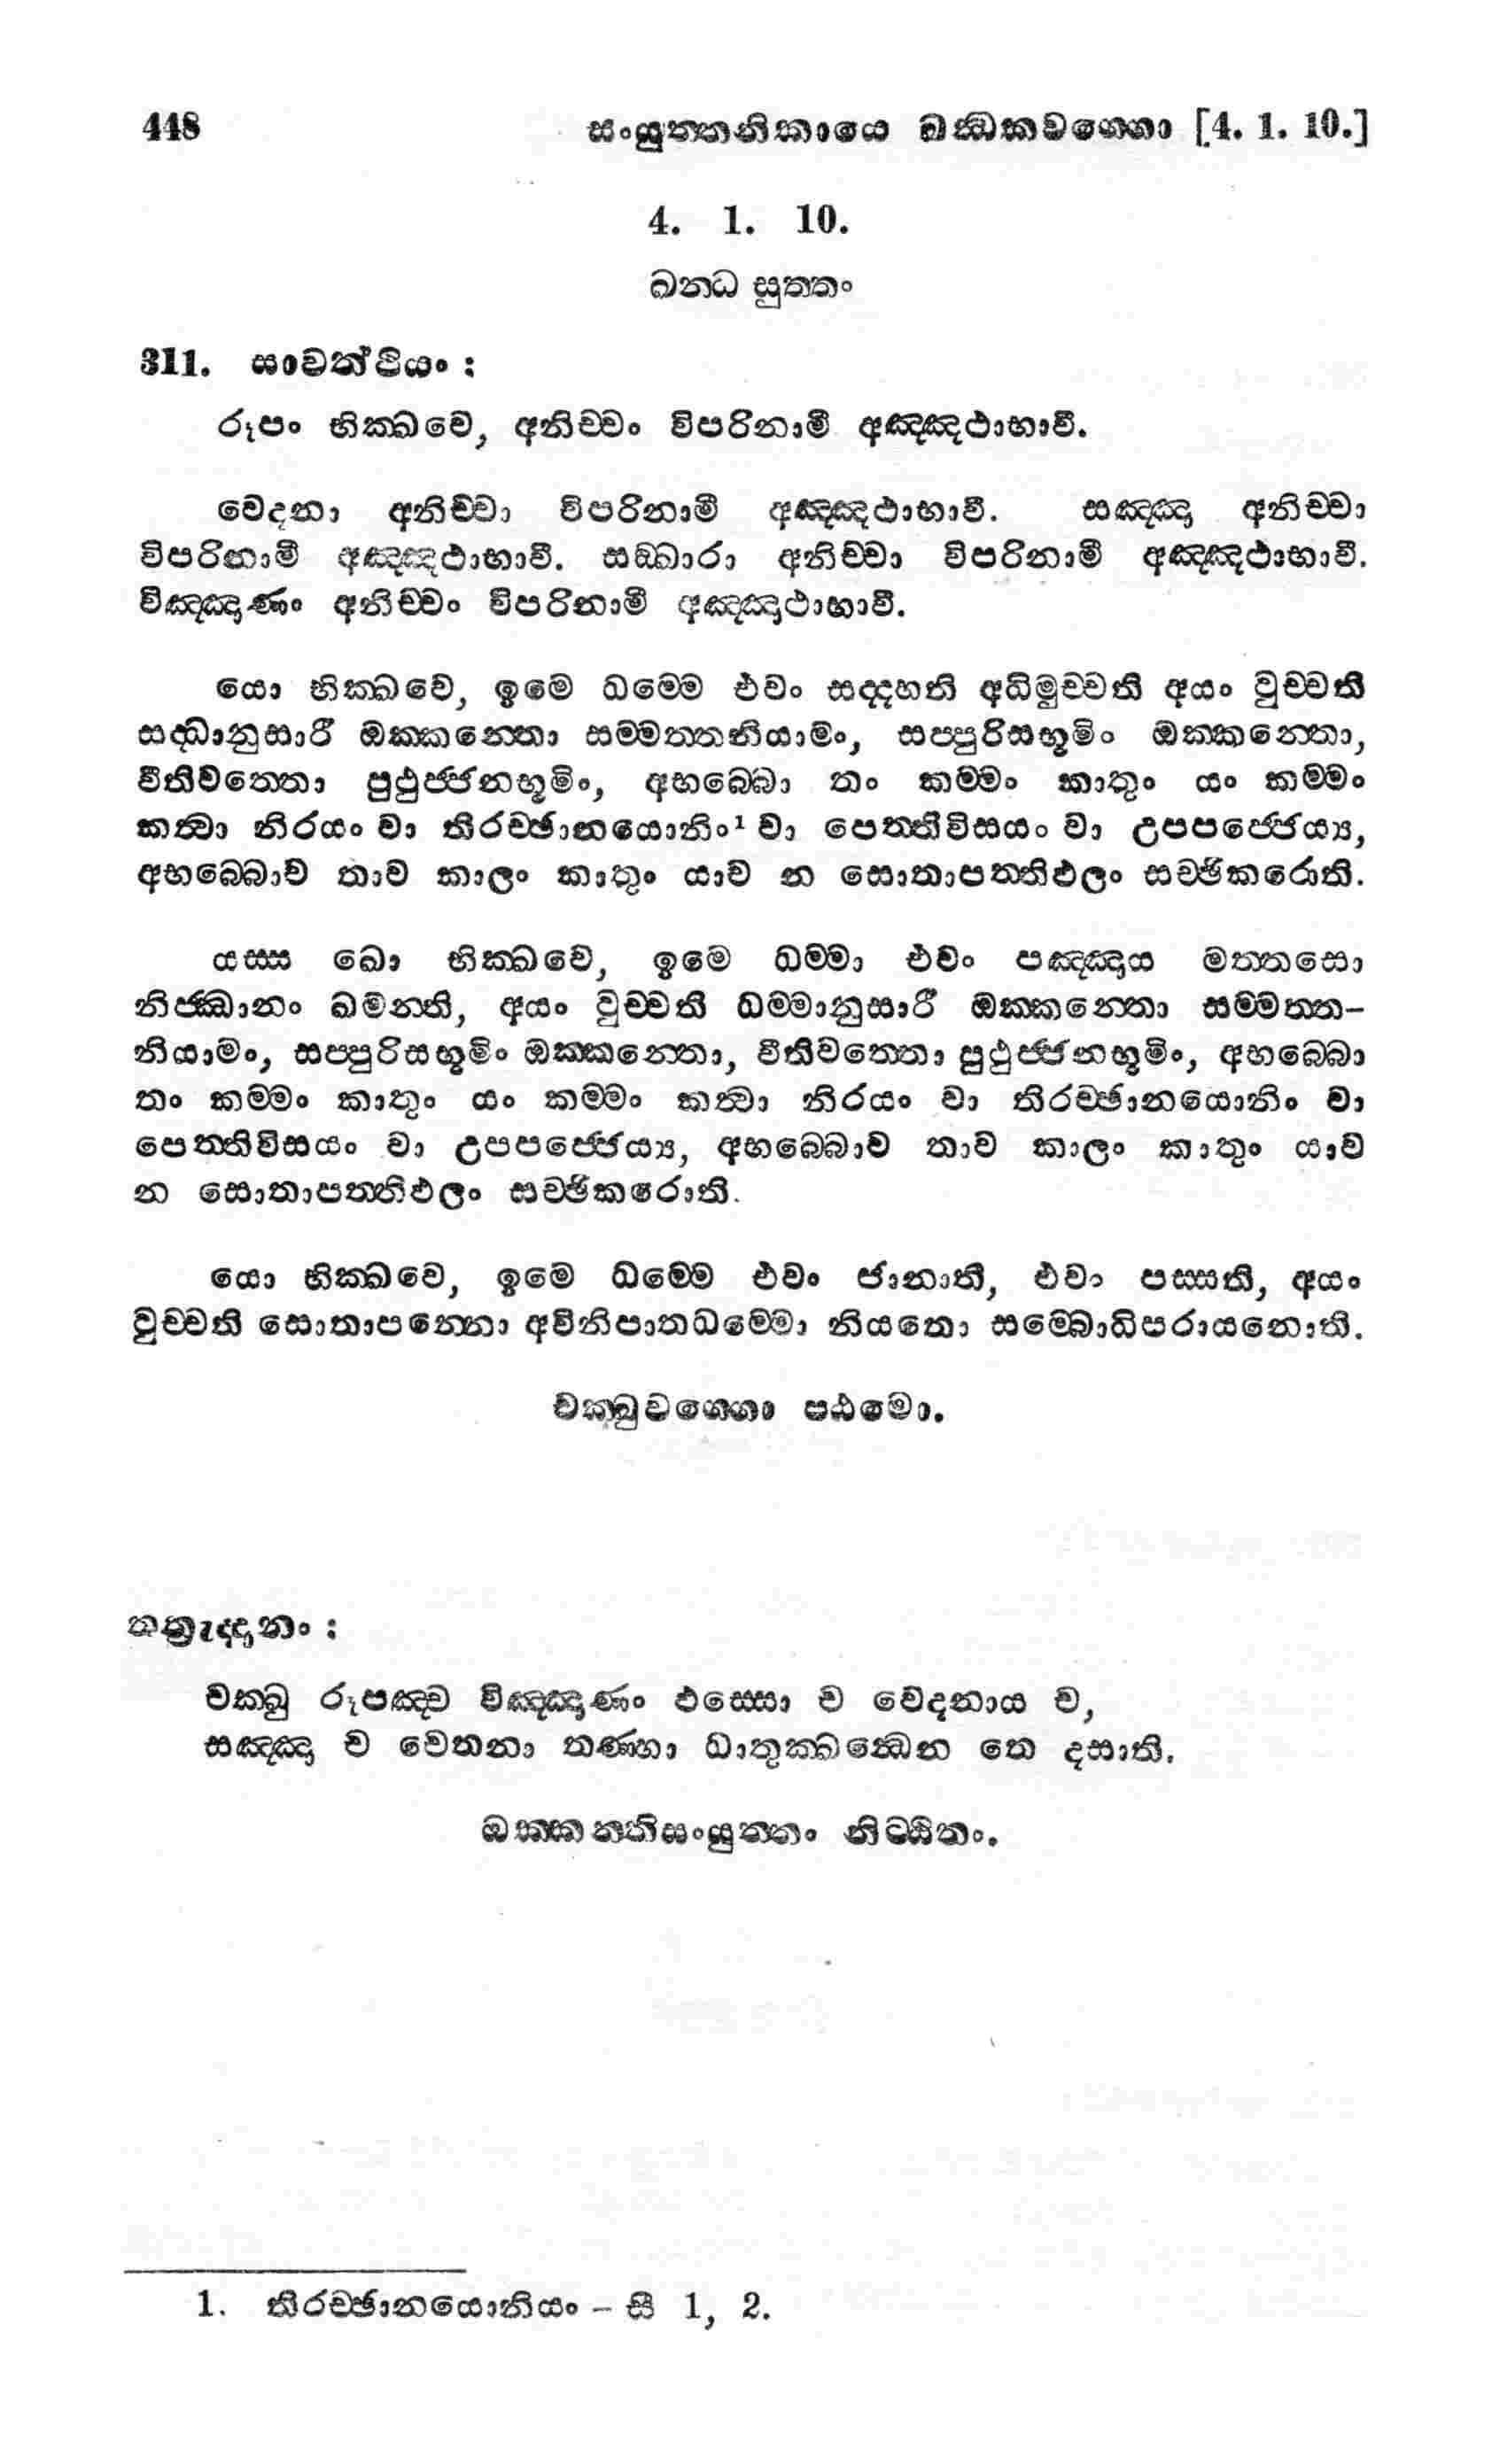 448 සංයුත්තනිකායෙ ඛන්ධකවග්ගො [4. 1. 10.]
4. 1. 10.
ඛන්ධ සුත්තං
311. සාවත්ථියං :
රූපං භික්ඛවෙ, අනිච්චං විපරිනාමී අඤ්ඤථාභාවී.
වෙදනා අනිච්චා විපරිනාමී අඤ්ඤථාභාවී. සඤ්ඤා අනිච්චා
විපරිනාමී අඤ්ඤථාභාවී. සඞ්ඛාරා අනිච්චා විපරිනාමී අඤ්ඤථාභාවී.
විඤ්ඤාණං අනිච්චං විපරිනාමී අඤ්ඤථාභාවී.
යො භික්ඛවෙ, ඉමෙ ධම්මෙ එවං සද්දහති අධිමුච්චති අයං වුච්චති
සද්ධානුසාරී ඔක්කන්තො සම්මත්තනියාමං, සප්පුරිසභූමිං ඔක්කන්තො,
වීතිවත්තො පුථුජ්ජනභූමිං, අභබ්බො තං කම්මං කාතුං යං කම්මං
කත්වා නිරයං වා තිරච්ඡානයොනිං¹ වා පෙත්තිවිසයං වා උපපජ්ජෙය්‍ය,
අභබ්බොව තාව කාලං කාතුං යාව න සොතාපත්තිඵලං සච්ඡිකරොති.
යස්ස ඛො භික්ඛවෙ, ඉමෙ ධම්මා එවං පඤ්ඤාය මත්තසො
නිජ්ඣානං ඛමන්ති, අයං වුච්චති ධම්මානුසාරී ඔක්කන්තො සම්මත්ත-
නියාමං, සප්පුරිසභූමිං ඔක්කන්තො, වීතිවත්තො පුථුජ්ජනභූමිං, අභබ්බො
තං කම්මං කාතුං යං කම්මං කත්වා නිරයං වා තිරච්ඡානයොනිං වා
පෙත්තිවිසයං වා උපපජ්ජෙය්‍ය, අභබ්බොව තාව කාලං කාතුං යාව
න සොතාපත්තිඵලං සච්ඡිකරොති.
යො භික්ඛවෙ, ඉමෙ ධම්මෙ එවං ජානාති, එවං පස්සති, අයං
වුච්චති සොතාපන්නො අවිනිපාතධම්මො නියතො සම්බොධිපරායනොති.
චක්ඛුවග්ගො පඨමො.
තත්‍රැද්දානං :
චක්ඛු රූපඤ්ච විඤ්ඤාණං ඵස්සො ච වෙදනාය ච,
සඤ්ඤා ච චෙතනා තණ්හා ධාතුක්ඛන්ධෙන තෙ දසාති.
ඔක්කන්තිසංයුත්තං නිට්ඨිතං.
1. තිරච්ඡානයොනියං – සී 1, 2.